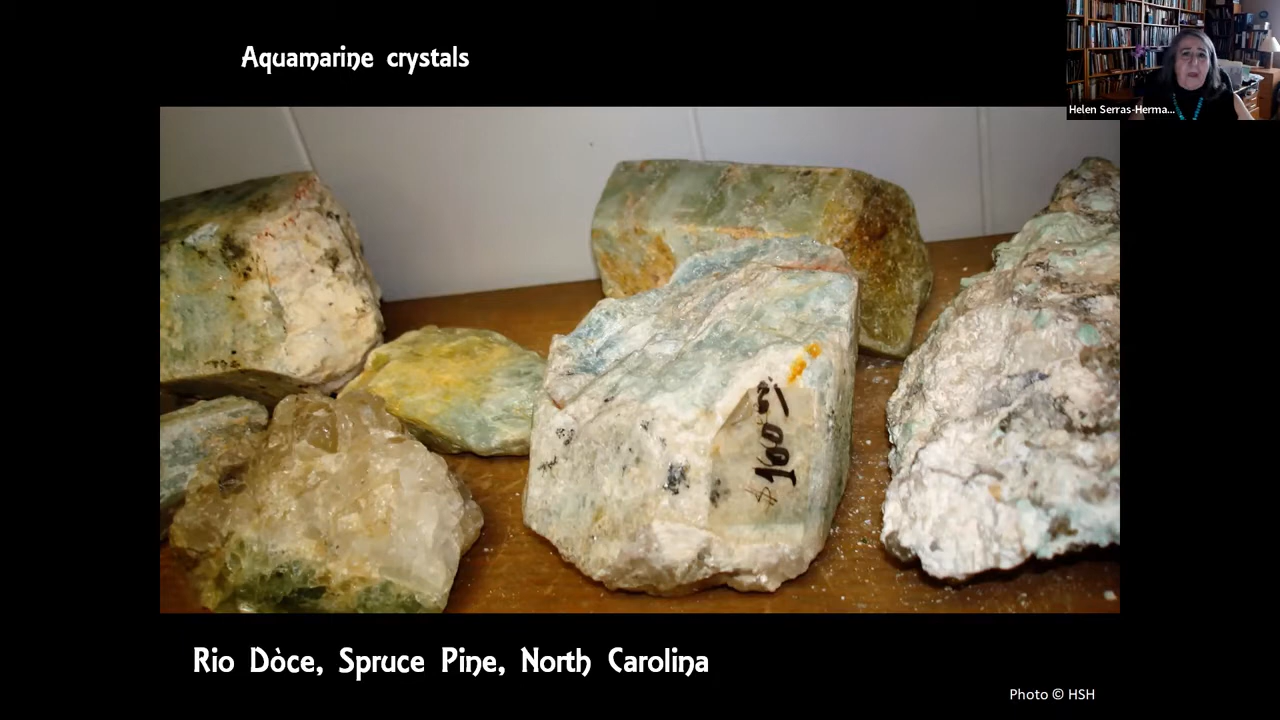 Aquamarine crystals
Helen Serras-Herma...
Rio Dòce, Spruce Pine, North Carolina
Photo © HSH